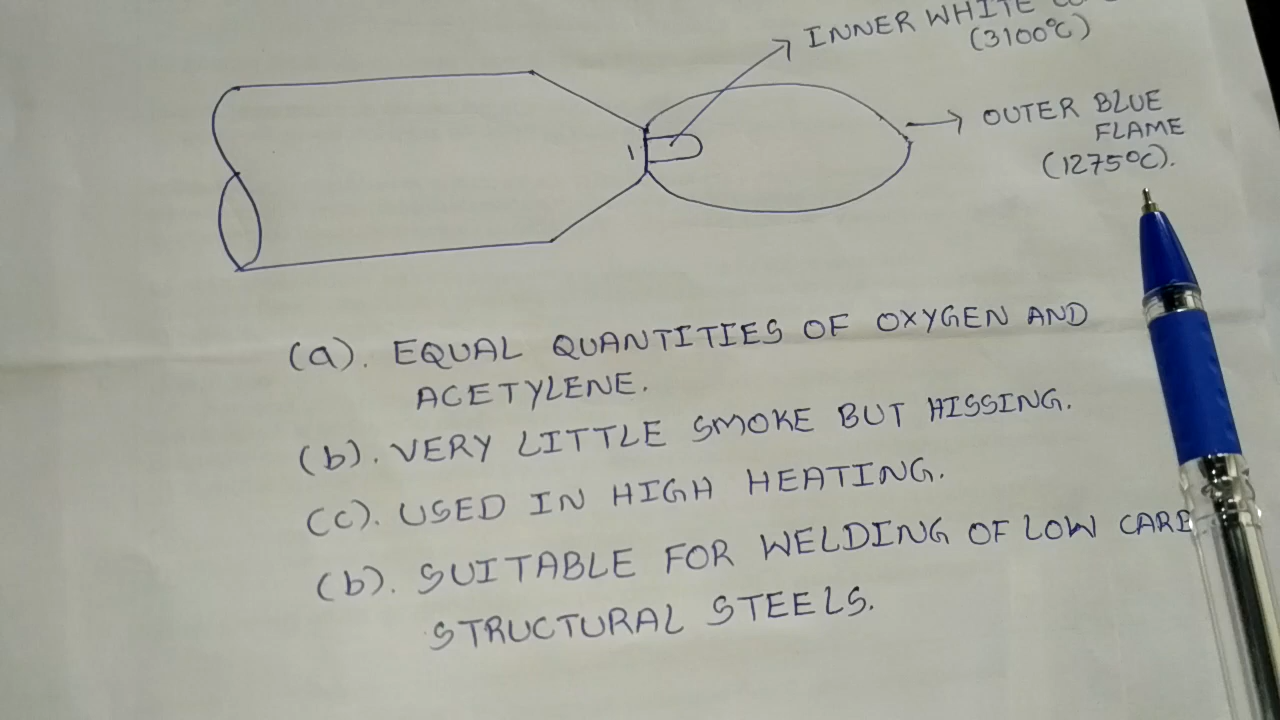 INNER WHITE
(3100°C)
OUTER BLUE
FLAME
(1275°C).
(a). EQUAL QUANTITIES OF OXYGEN AND
ACETYLENE.
(b). VERY LITTLE SMOKE BUT HISSING.
(c). USED IN HIGH HEATING.
(b). SUITABLE FOR WELDING OF LOW
STRUCTURAL STEELS.